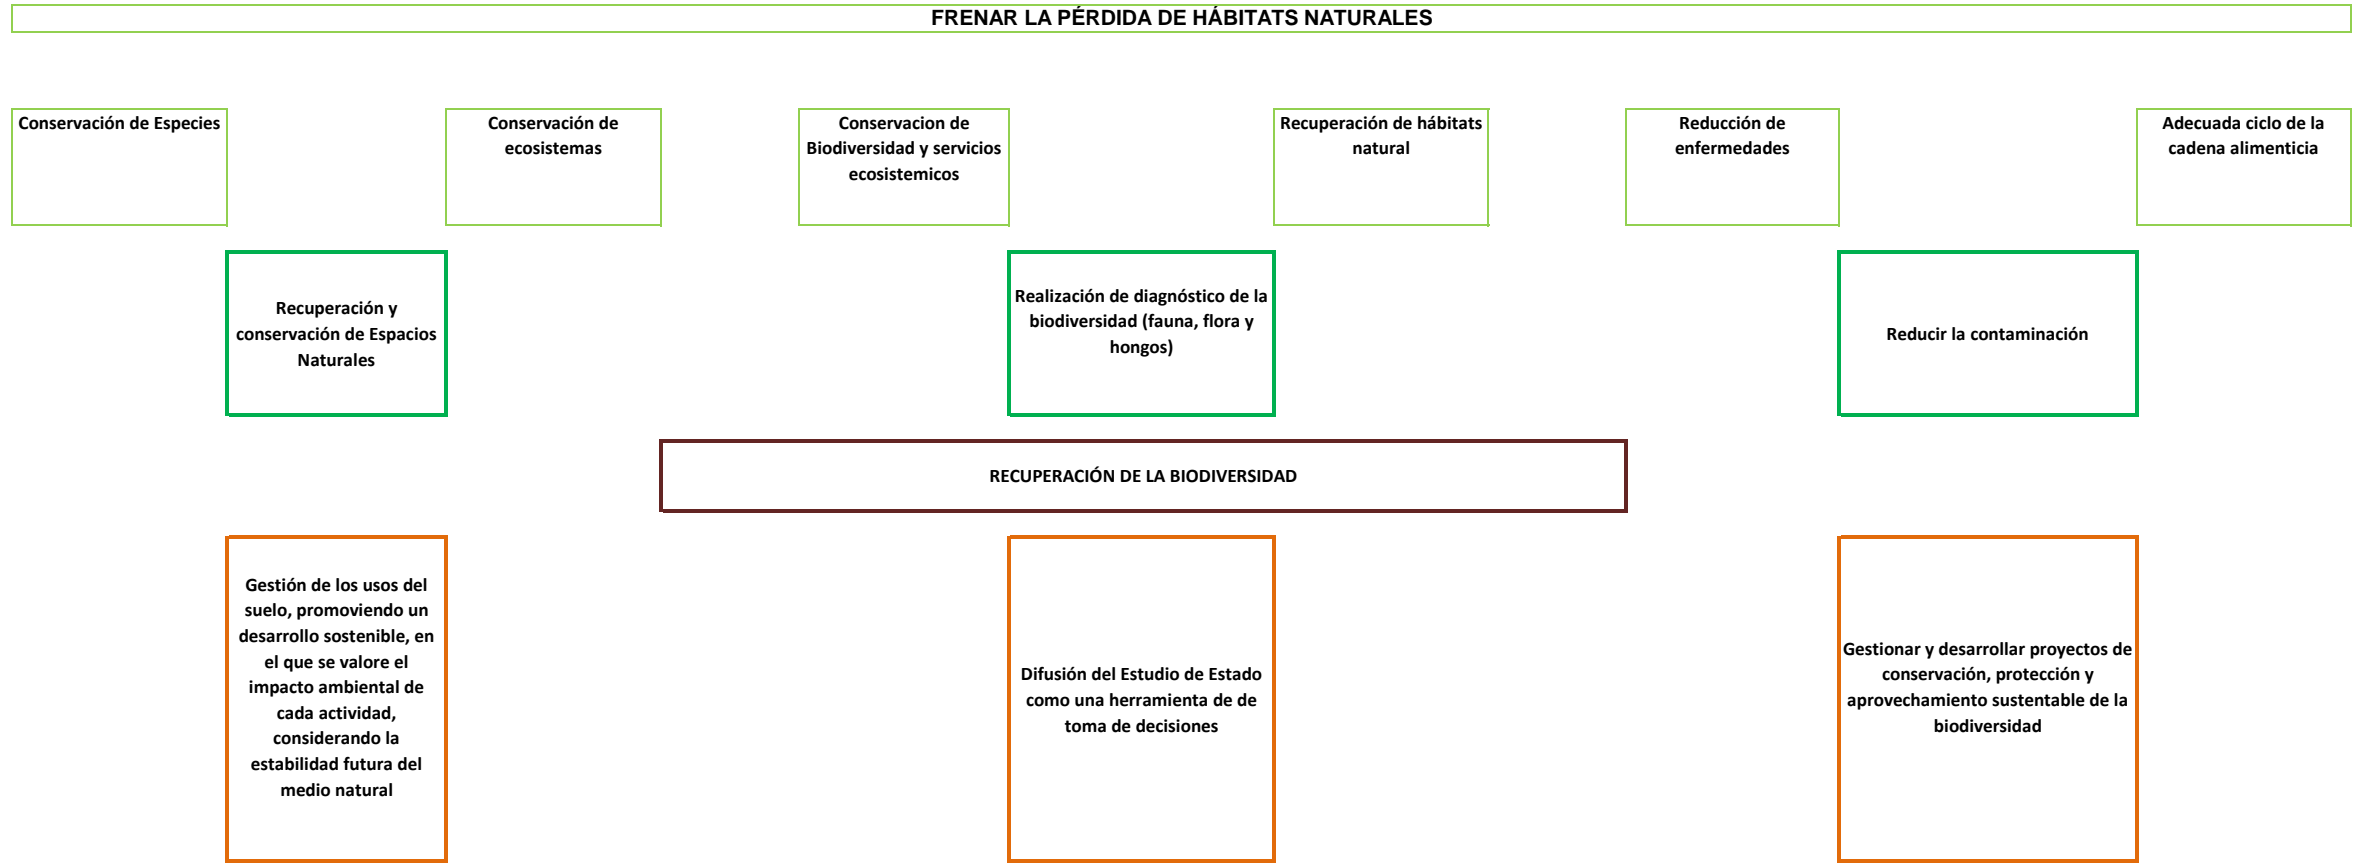 FRENAR LA PÉRDIDA DE HÁBITATS NATURALES
Conservación de Especies
Conservación de
ecosistemas
Conservacion de
Biodiversidad y servicios
ecosistemicos
Recuperación de hábitats
natural
Reducción de
enfermedades
Adecuada ciclo de la
cadena alimenticia
Recuperación y
conservación de Espacios
Naturales
Realización de diagnóstico de la
biodiversidad (fauna, flora y
hongos)
Reducir la contaminación
RECUPERACIÓN DE LA BIODIVERSIDAD
Gestión de los usos del
suelo, promoviendo un
desarrollo sostenible, en
el que se valore el
impacto ambiental de
cada actividad,
considerando la
estabilidad futura del
medio natural
Difusión del Estudio de Estado
como una herramienta de de
toma de decisiones
Gestionar y desarrollar proyectos de
conservación, protección y
aprovechamiento sustentable de la
biodiversidad